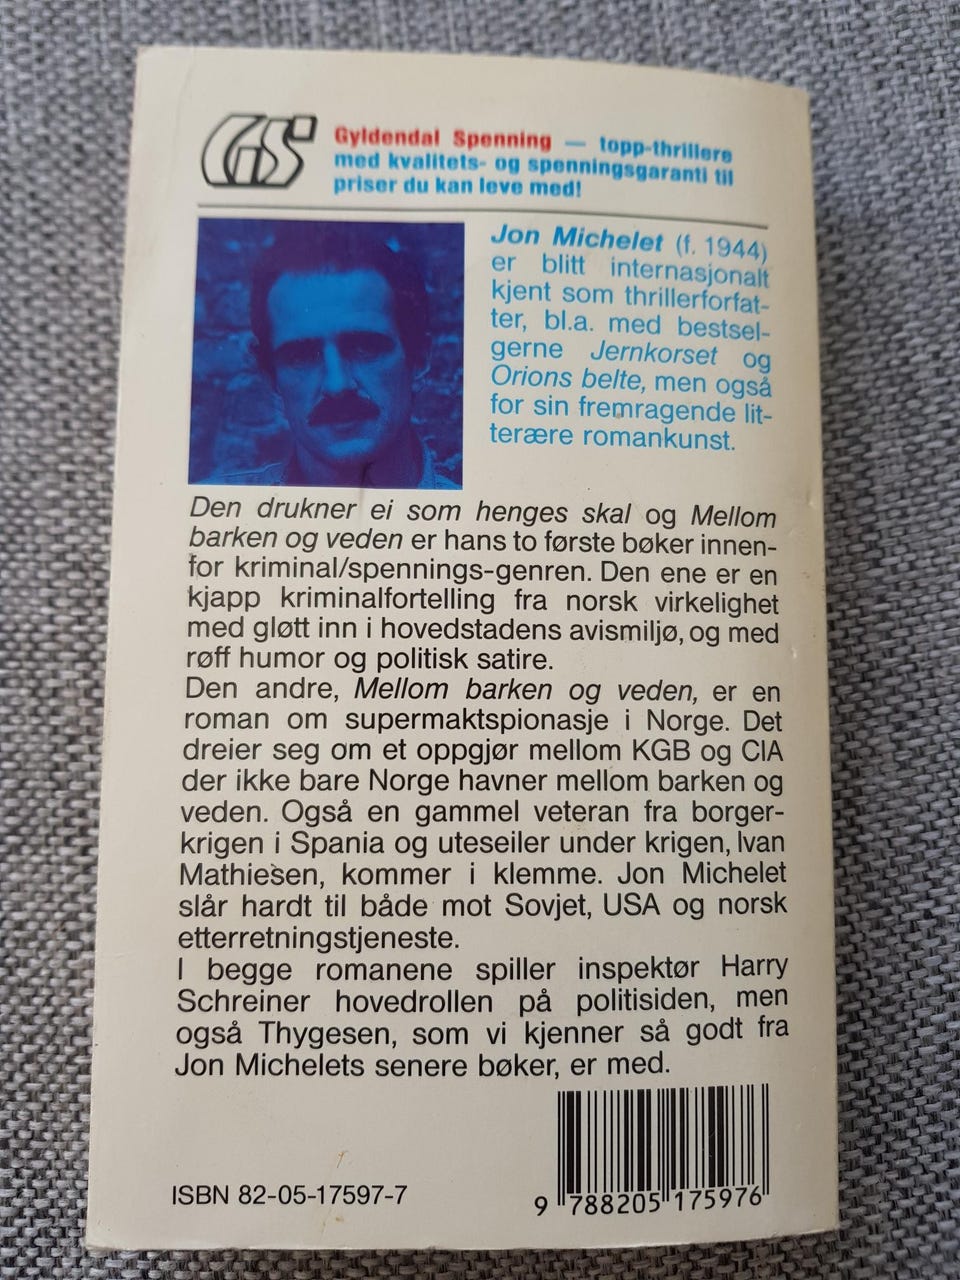 GS
Gyldendal Spenning — topp-thrillere
med kvalitets- og spenningsgaranti til
priser du kan leve med!
Jon Michelet (f. 1944)
er blitt internasjonalt
kjent som thrillerforfat-
ter, bl.a. med bestsel-
gerne Jernkorset og
Orions belte, men også
for sin fremragende lit-
terære romankunst.
Den drukner ei som henges skal og Mellom
barken og veden er hans to første bøker innen-
for kriminal/spennings-genren. Den ene er en
kjapp kriminalfortelling fra norsk virkelighet
med gløtt inn i hovedstadens avismiljø, og med
røff humor og politisk satire.
Den andre, Mellom barken og veden, er en
roman om supermaktspionasje i Norge. Det
dreier seg om et oppgjør mellom KGB og CIA
der ikke bare Norge havner mellom barken og
veden. Også en gammel veteran fra borger-
krigen i Spania og uteseiler under krigen, Ivan
Mathiesen, kommer i klemme. Jon Michelet
slår hardt til både mot Sovjet, USA og norsk
etterretningstjeneste.
I begge romanene spiller inspektør Harry
Schreiner hovedrollen på politisiden, men
også Thygesen, som vi kjenner så godt fra
Jon Michelets senere bøker, er med.
ISBN 82-05-17597-7
9 788205 175976